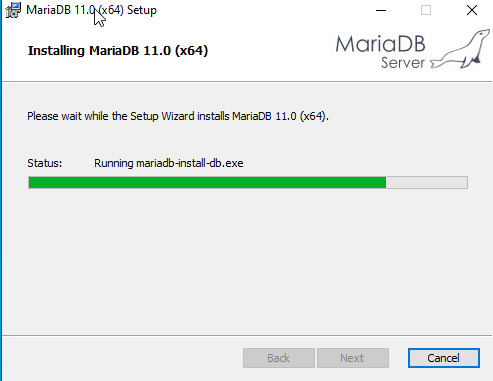 MariaDB 11.0 (x64) Setup
Installing MariaDB 11.0 (x64)
MariaDB
Server
Please wait while the Setup Wizard installs MariaDB 11.0 (x64).
Status: Running mariadb-install-db.exe
Back Next Cancel